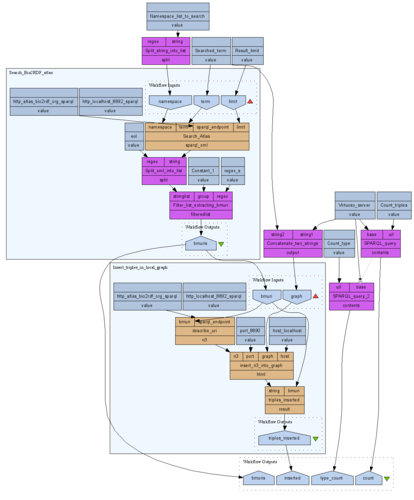 Namespace_list_to_search
value
regex string
Split_string_into_list
split
Searched_term
value
Result_limit
value
Search_Bio2RDF_atlas
Workflow Inputs
http_atlas_bio2rdf_org_sparql
value
http_localhost_8882_sparql
value
namespace
term
limit
namespace term sparql_endpoint limit
Search_Atlas
sparql_xml
value
regex string
Split_xml_into_list
split
Constant_1
value
value
stringlist group regex
Filter_list_extracting_bmuri
filteredlist
Workflow Outputs
bmuris
Virtuoso_server
value
Count_triples
value
string2 string1
Concatenate_two_strings
output
Count_type
value
base url
SPARQL_query
contents
Insert_triples_in_local_graph
Workflow Inputs
http_atlas_bio2rdf_org_sparql
value
http_localhost_8882_sparql
value
bmuri
graph
url base
SPARQL_query_2
contents
bmuri sparql_endpoint
describe_uri
n3
port_8890
value
host_localhost
value
n3 port graph host
insert_n3_into_graph
html
string bmuri
triples_inserted
result
Workflow Outputs
triples_inserted
Workflow Outputs
bmuris
inserted
type_count
count